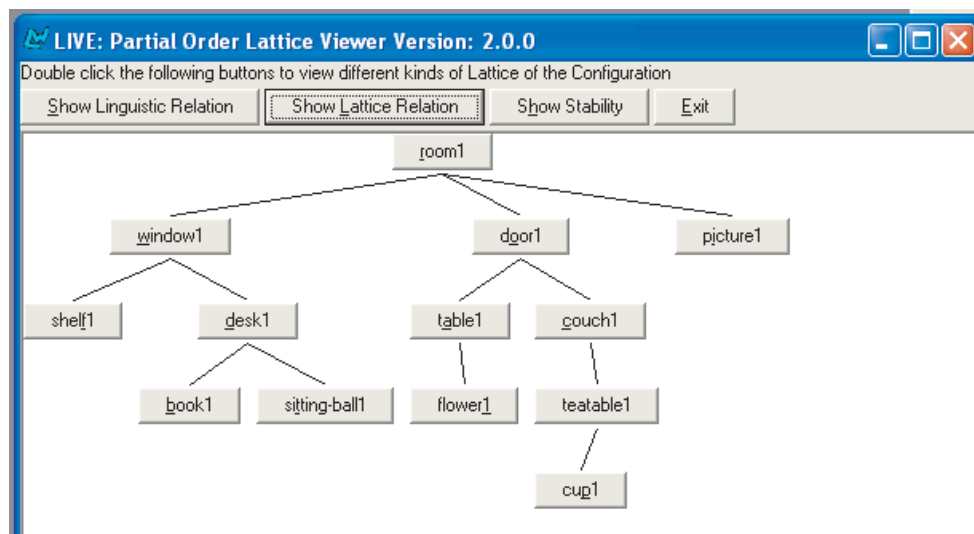 LIVE: Partial Order Lattice Viewer Version: 2.0.0
Double click the following buttons to view different kinds of Lattice of the Configuration
Show Linguistic Relation Show Lattice Relation Show Stability Exit
room1
window1 door1 picture1
shelf1 desk1 table1 couch1
book1 sitting-ball1 flower1 teatable1
cup1